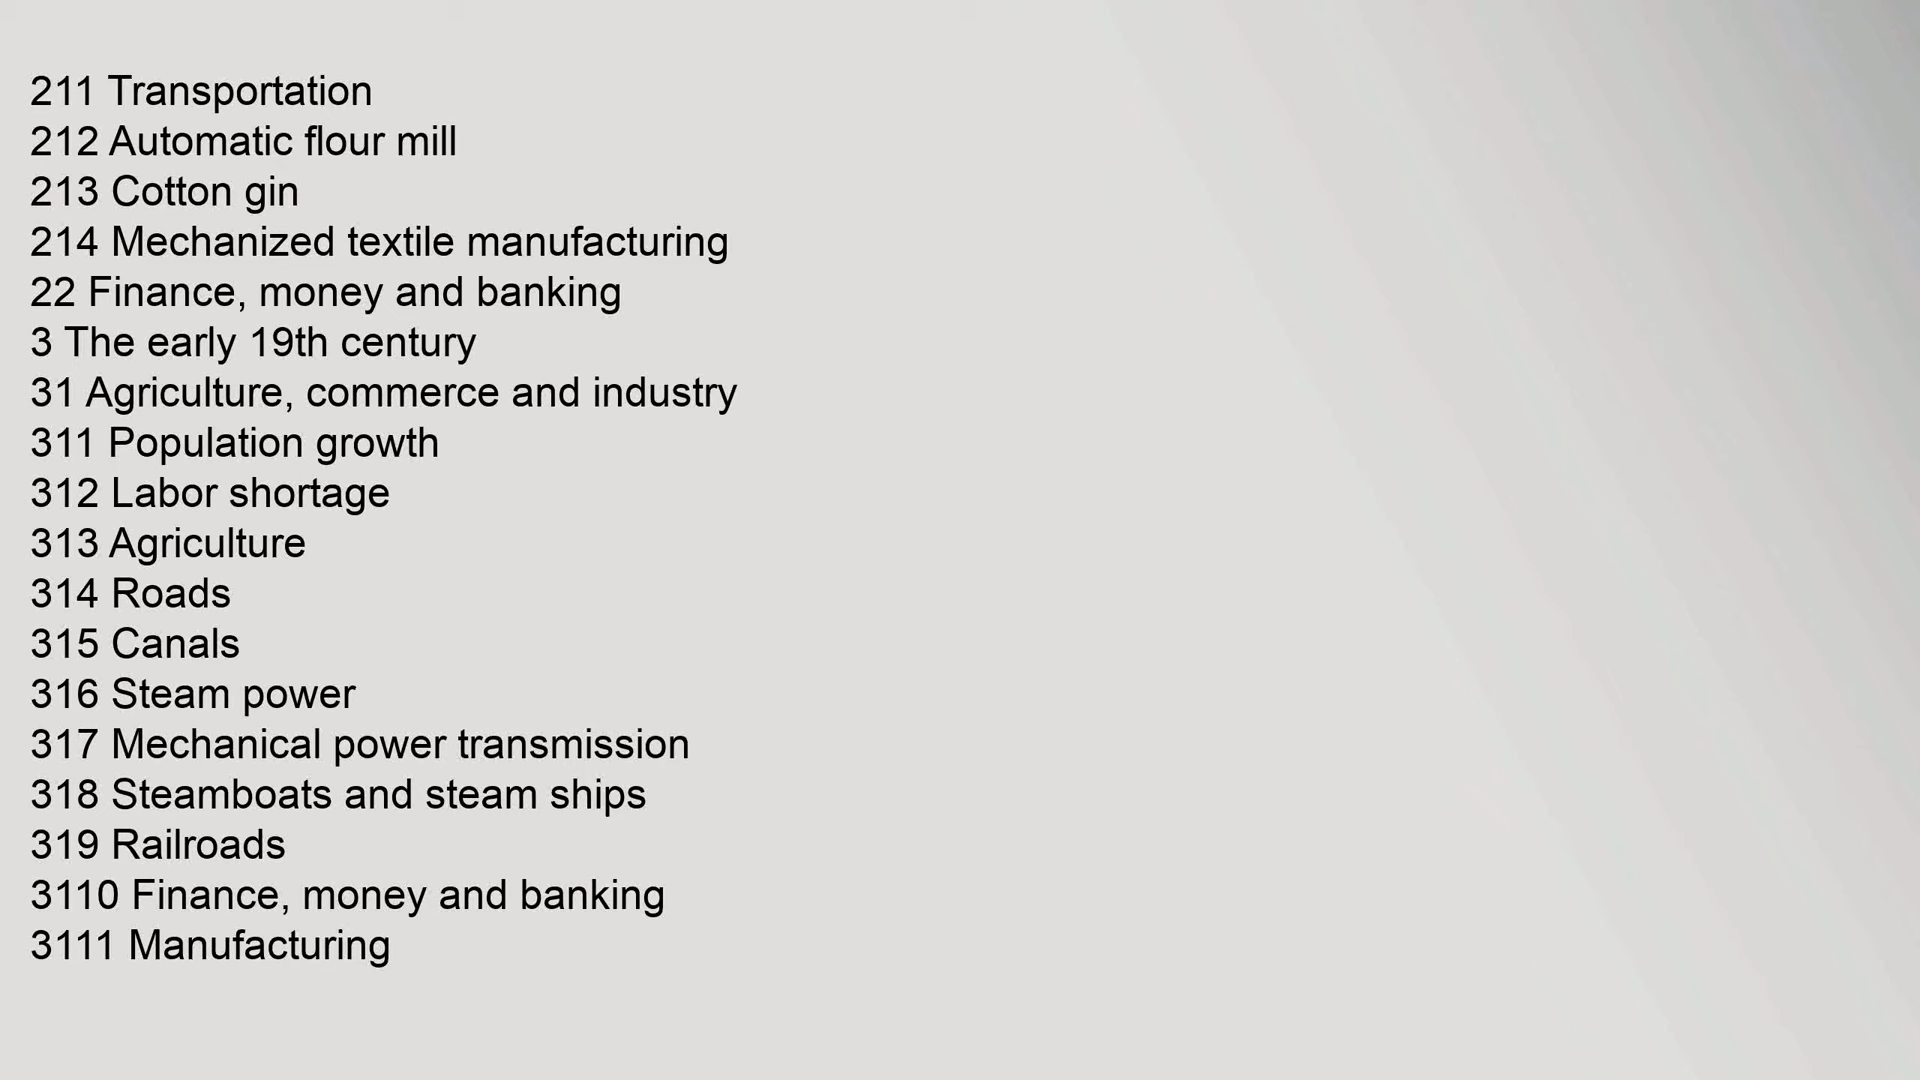 211 Transportation
212 Automatic flour mill
213 Cotton gin
214 Mechanized textile manufacturing
22 Finance, money and banking
3 The early 19th century
31 Agriculture, commerce and industry
311 Population growth
312 Labor shortage
313 Agriculture
314 Roads
315 Canals
316 Steam power
317 Mechanical power transmission
318 Steamboats and steam ships
319 Railroads
3110 Finance, money and banking
3111 Manufacturing